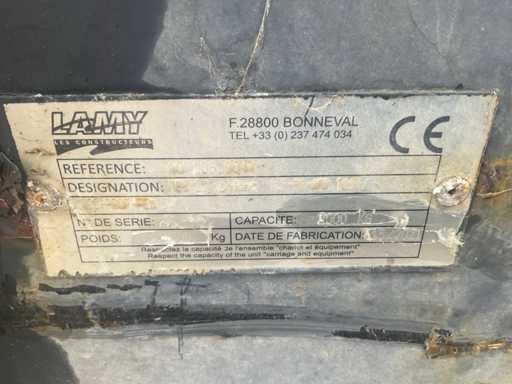 LAMY
LES CONSTRUCTEURS
F.28800 BONNEVAL
TEL +33 (0) 237 474 034
CE
REFERENCE:
DESIGNATION
N° DE SERIE:
CAPACITE:
POIDS:
Kg
DATE DE FABRICATION:
Respectez la capacité de l'ensemble "chariot et équipement"
Respect the capacity of the unit "carriage and equipment"